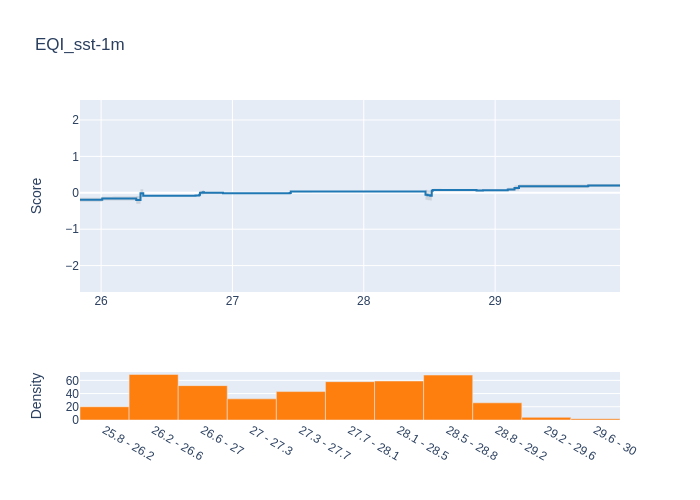 EQI_sst-1m
Score
2
1
0
−1
−2
26 27 28 29
Density
60
40
20
0
25.8 - 26.2
26.2 - 26.6
26.6 - 27
27 - 27.3
27.3 - 27.7
27.7 - 28.1
28.1 - 28.5
28.5 - 28.8
28.8 - 29.2
29.2 - 29.6
29.6 - 30